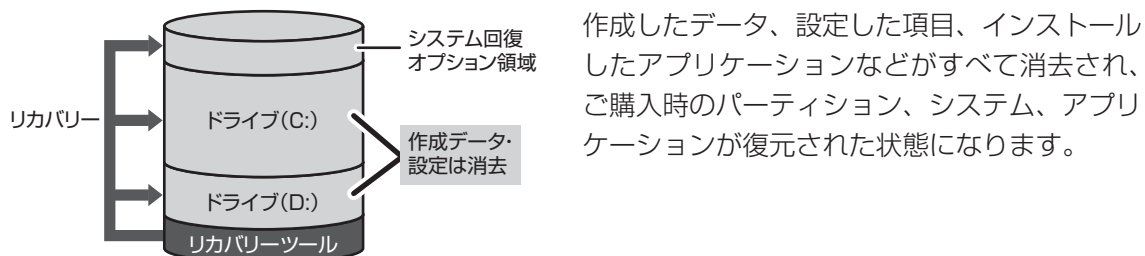 リカバリー
システム回復
オプション領域
ドライブ(C:)
作成データ・
設定は消去
ドライブ(D:)
リカバリーツール
作成したデータ、設定した項目、インストール
したアプリケーションなどがすべて消去され、
ご購入時のパーティション、システム、アプリ
ケーションが復元された状態になります。